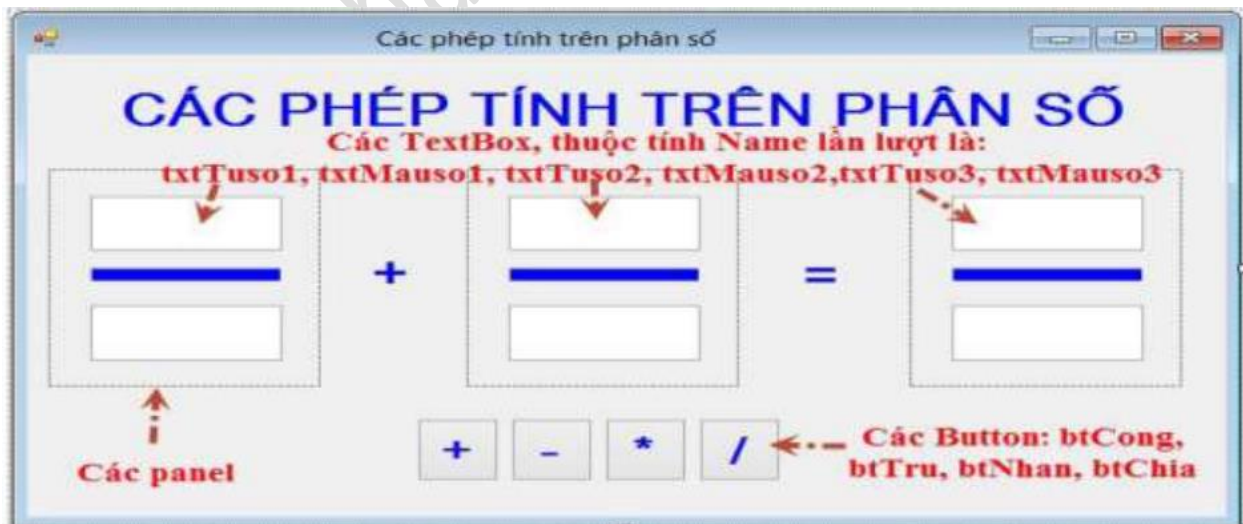 Các phép tính trên phân số
CÁC PHÉP TÍNH TRÊN PHÂN SỐ
Các TextBox, thuộc tính Name lần lượt là:
txtTuso1, txtMauso1, txtTuso2, txtMauso2,txtTuso3, txtMauso3
+ =
+ - * /
Các Button: btCong,
btTru, btNhan, btChia
Các panel